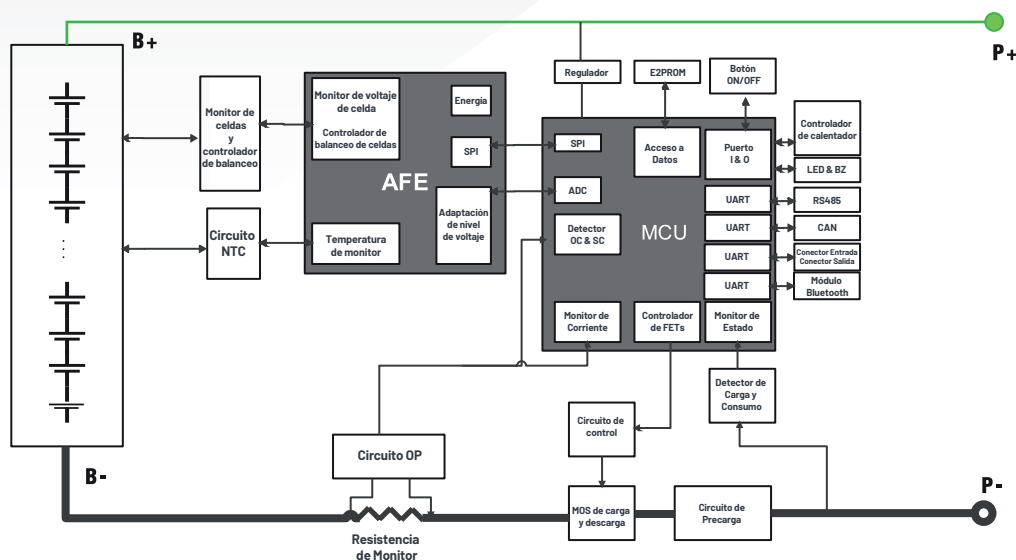 B+
P+
Regulador
E2PROM
Botón
ON/OFF
Monitor de
celdas
y
controlador
de balanceo
Monitor de voltaje
de celda
Controlador de
balanceo de celdas
Energía
SPI
AFE
Adaptación
de nivel
de voltaje
Temperatura
de monitor
Circuito
NTC
SPI
ADC
Detector
OC & SC
Acceso a
Datos
Puerto
I & O
MCU
UART
UART
UART
UART
Controlador
de calentador
LED & BZ
RS485
CAN
Conector Entrada
Conector Salida
Módulo
Bluetooth
Monitor de
Corriente
Controlador
de FETs
Monitor de
Estado
Detector de
Carga y
Consumo
Circuito de
control
Circuito OP
B-
P-
MOS de carga
y descarga
Circuito de
Precarga
Resistencia
de Monitor